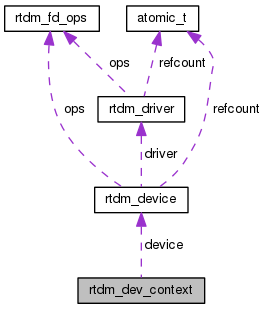 rtdm_fd_ops
atomic_t
ops
refcount
rtdm_driver
ops
refcount
driver
rtdm_device
device
rtdm_dev_context